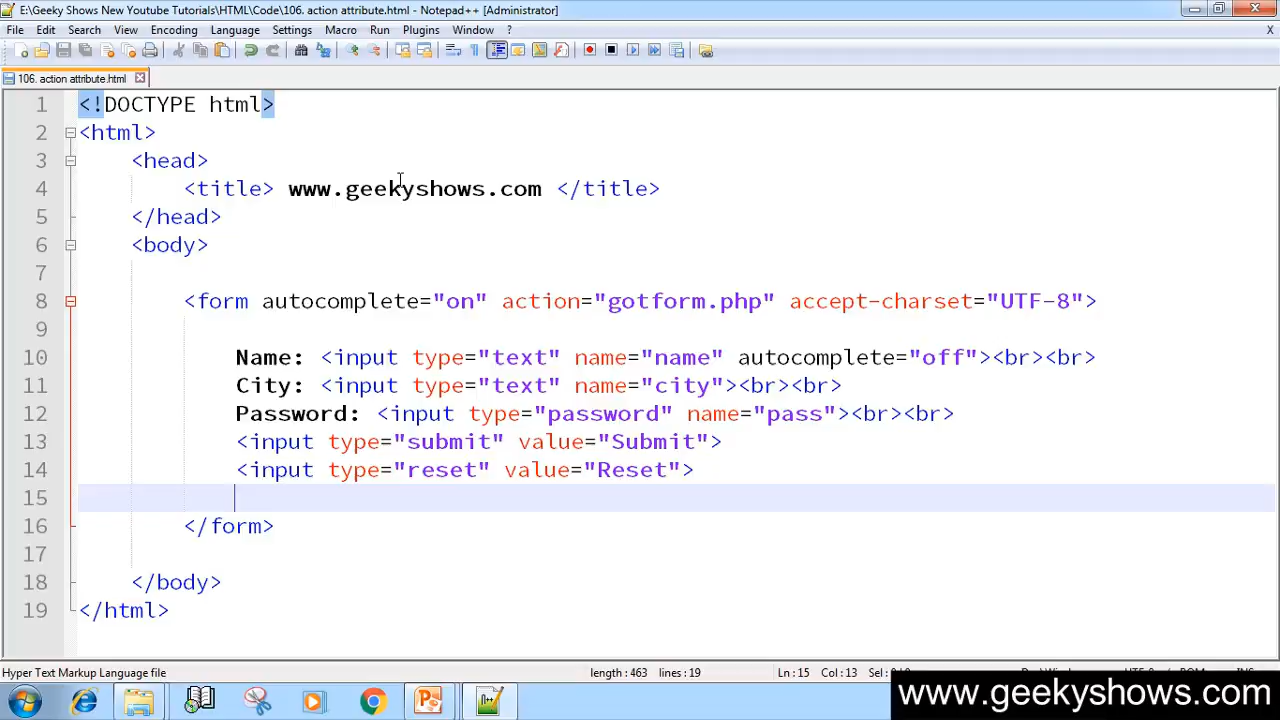 E:\Geeky Shows New Youtube Tutorials\HTML\Code\106. action attribute.html - Notepad++ [Administrator]
File Edit Search View Encoding Language Settings Macro Run Plugins Window ? X
106. action attribute.html
1 <!DOCTYPE html>
2 <html>
3 <head>
4 <title> www.geekyshows.com </title>
5 </head>
6 <body>
7
8 <form autocomplete="on" action="gotform.php" accept-charset="UTF-8">
9
10 Name: <input type="text" name="name" autocomplete="off"><br><br>
11 City: <input type="text" name="city"><br><br>
12 Password: <input type="password" name="pass"><br><br>
13 <input type="submit" value="Submit">
14 <input type="reset" value="Reset">
15
16 </form>
17
18 </body>
19 </html>
Hyper Text Markup Language file length : 463 lines : 19 Ln : 15 Col : 13
www.geekyshows.com